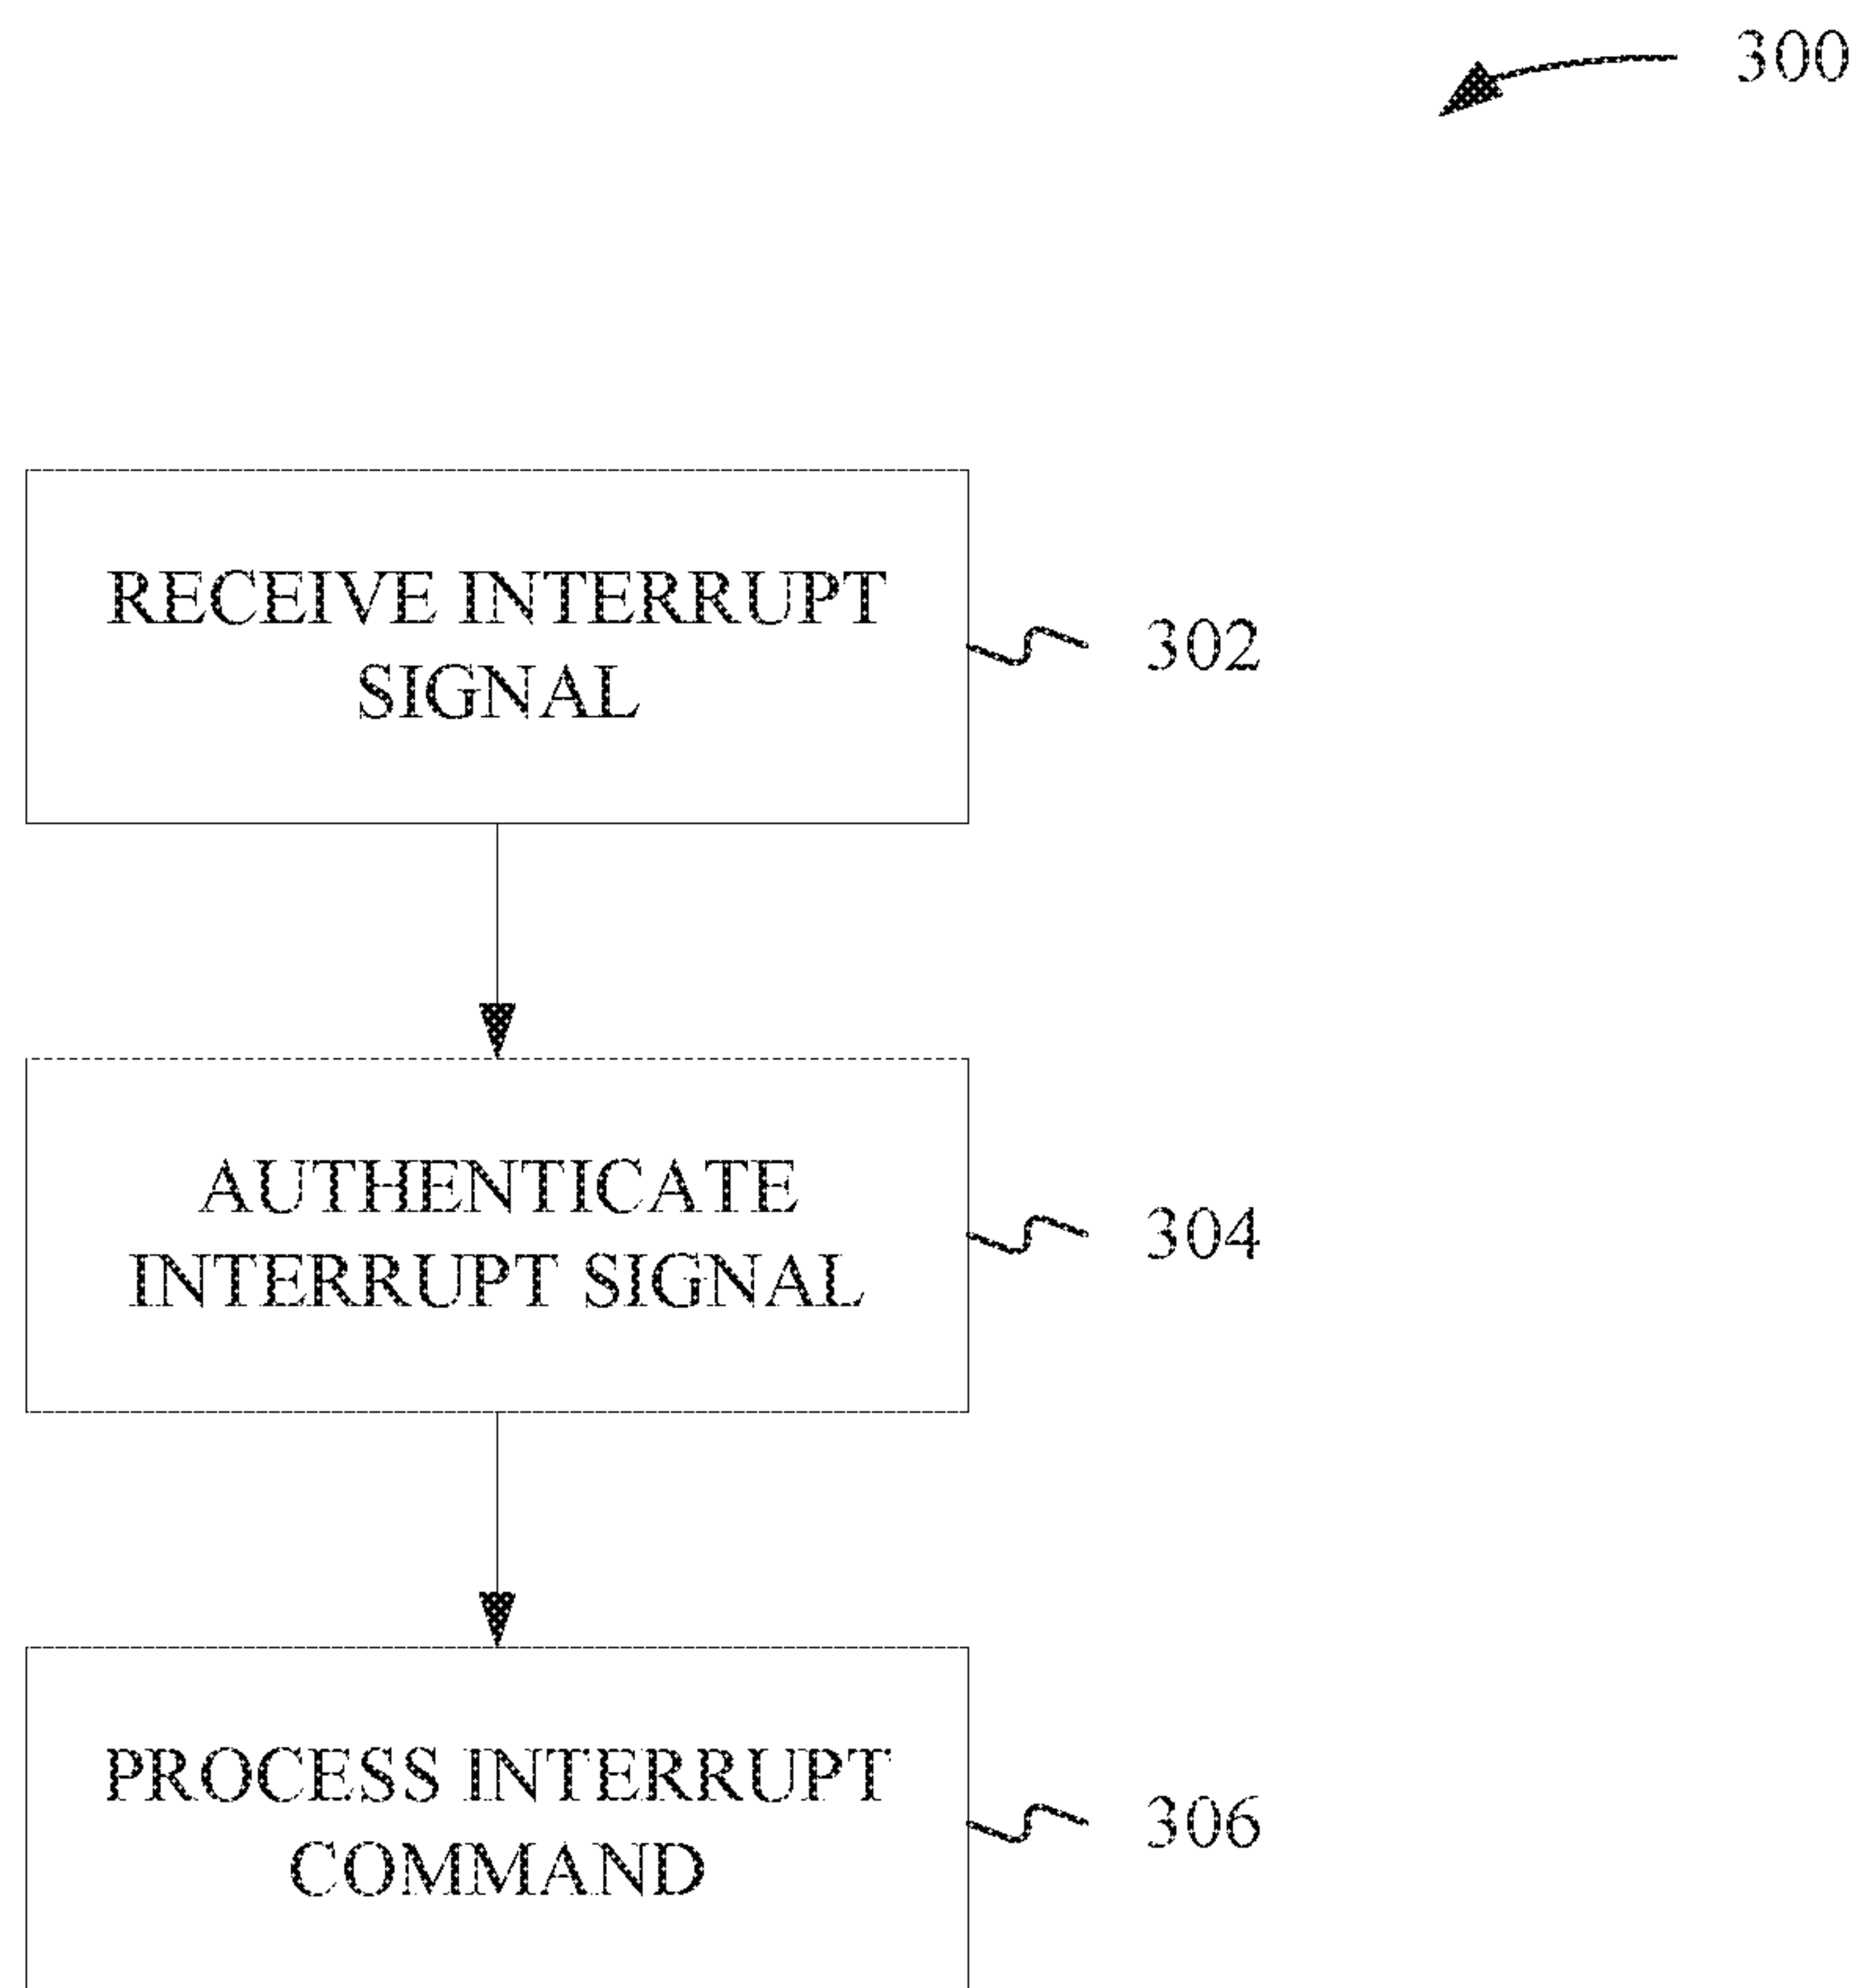 300
RECEIVE INTERRUPT
SIGNAL
302
AUTHENTICATE
INTERRUPT SIGNAL
304
PROCESS INTERRUPT
COMMAND
306